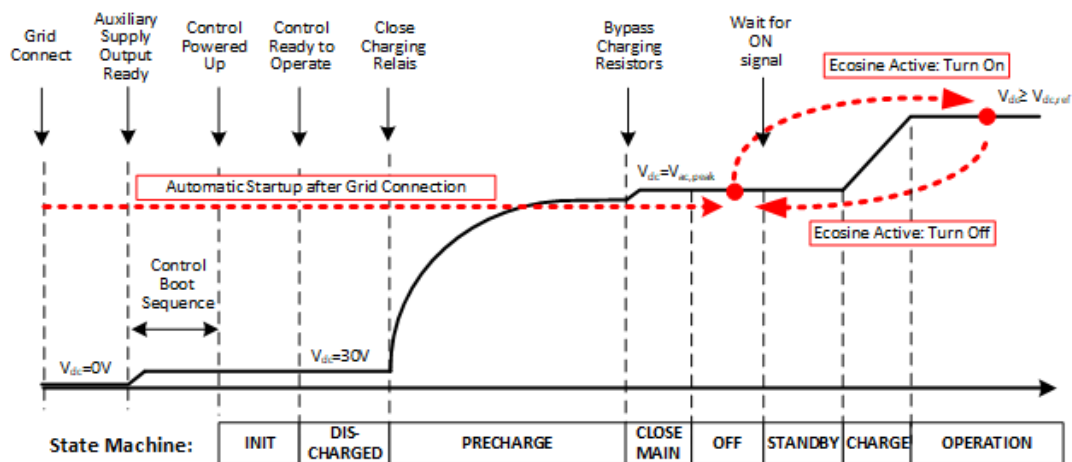 Grid
Connect
Auxiliary
Supply
Output
Ready
Control
Powered
Up
Control
Ready to
Operate
Close
Charging
Relais
Bypass
Charging
Resistors
Wait for
ON
signal
Ecosine Active: Turn On
Vdc≥ Vdc,ref
Vdc=Vac,peak
Automatic Startup after Grid Connection
Ecosine Active: Turn Off
Control
Boot
Sequence
Vdc=0V
Vdc=30V
State Machine:
INIT
DIS-
CHARGED
PRECHARGE
CLOSE
MAIN
OFF
STANDBY
CHARGE
OPERATION